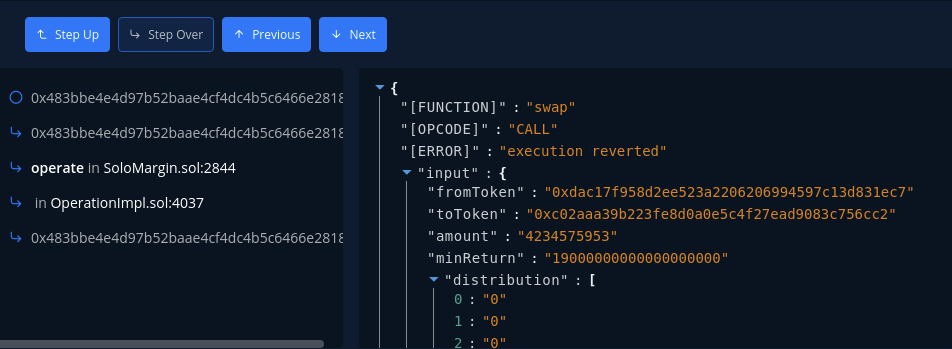 Step Up
Step Over
Previous
Next
0x483bbe4e4d97b52baae4cf4dc4b5c6466e2818
0x483bbe4e4d97b52baae4cf4dc4b5c6466e2818
operate in SoloMargin.sol:2844
in OperationImpl.sol:4037
0x483bbe4e4d97b52baae4cf4dc4b5c6466e2818
{
"[FUNCTION]" : "swap"
"[OPCODE]" : "CALL"
"[ERROR]" : "execution reverted"
"input" : {
"fromToken" : "0xdac17f958d2ee523a2206206994597c13d831ec7"
"toToken" : "0xc02aaa39b223fe8d0a0e5c4f27ead9083c756cc2"
"amount" : "4234575953"
"minReturn" : "19000000000000000000"
"distribution" : [
0 : "0"
1 : "0"
2 : "0"